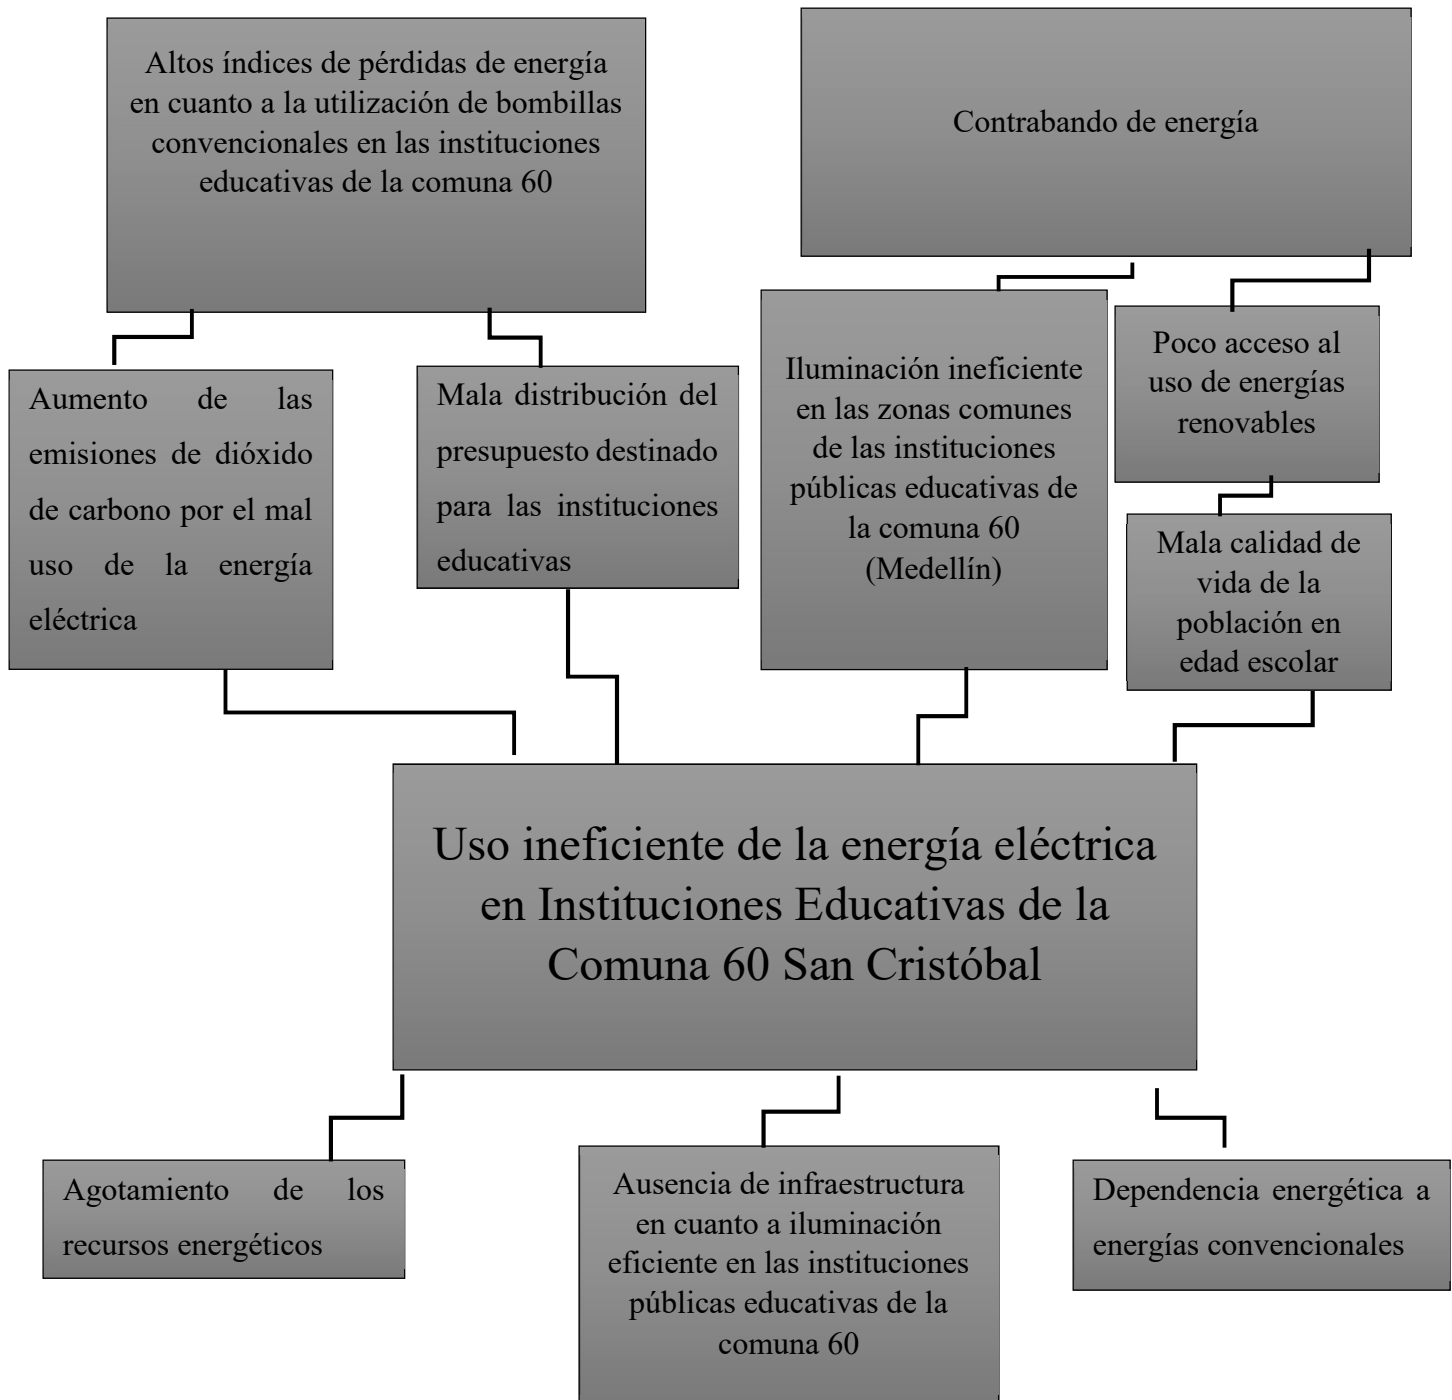 Altos índices de pérdidas de energía
en cuanto a la utilización de bombillas
convencionales en las instituciones
educativas de la comuna 60
Contrabando de energía
Aumento de las
emisiones de dióxido
de carbono por el mal
uso de la energía
eléctrica
Mala distribución del
presupuesto destinado
para las instituciones
educativas
Iluminación ineficiente
en las zonas comunes
de las instituciones
públicas educativas de
la comuna 60
(Medellín)
Poco acceso al
uso de energías
renovables
Mala calidad de
vida de la
población en
edad escolar
Uso ineficiente de la energía eléctrica
en Instituciones Educativas de la
Comuna 60 San Cristóbal
Agotamiento de los
recursos energéticos
Ausencia de infraestructura
en cuanto a iluminación
eficiente en las instituciones
públicas educativas de la
comuna 60
Dependencia energética a
energías convencionales